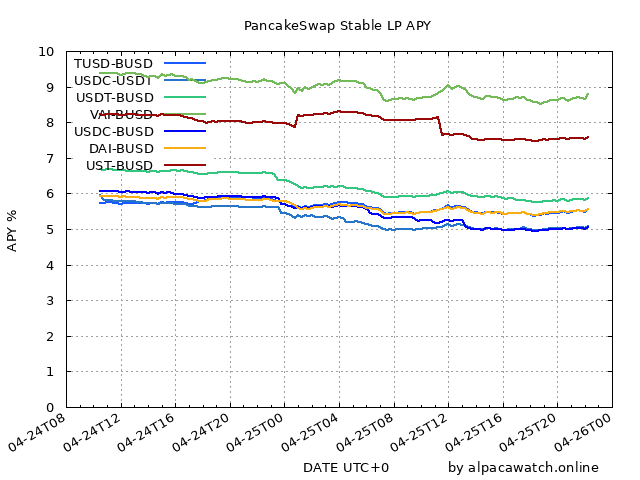 PancakeSwap Stable LP APY
10
9
8
7
6
5
4
3
2
1
0
APY %
TUSD-BUSD
USDC-USDT
USDT-BUSD
VAI-BUSD
USDC-BUSD
DAI-BUSD
UST-BUSD
04-24T08
04-24T12
04-24T16
04-24T20
04-25T00
04-25T04
04-25T08
04-25T12
04-25T16
04-25T20
04-26T00
DATE UTC+0
by alpacawatch.online